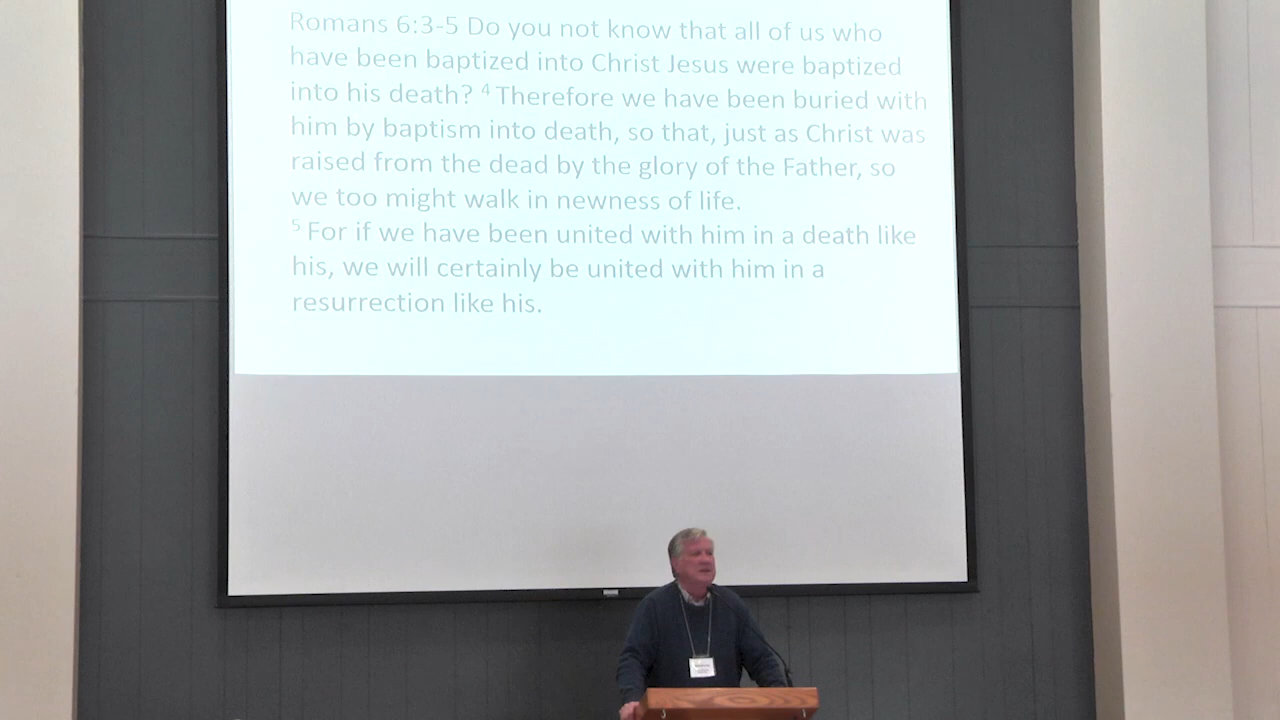 Romans 6:3-5 Do you not know that all of us who
have been baptized into Christ Jesus were baptized
into his death? ⁴ Therefore we have been buried with
him by baptism into death, so that, just as Christ was
raised from the dead by the glory of the Father, so
we too might walk in newness of life.
⁵ For if we have been united with him in a death like
his, we will certainly be united with him in a
resurrection like his.